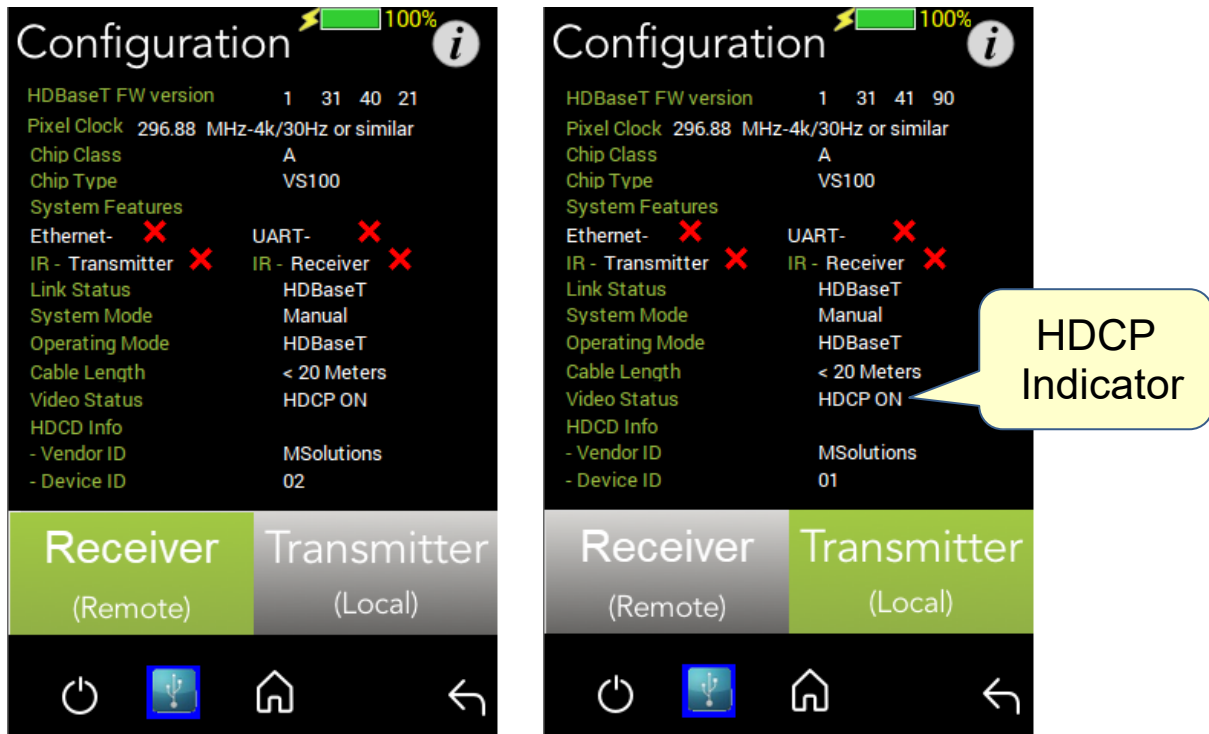 Configuration
100%
i
HDBaseT FW version 1 31 40 21
Pixel Clock 296.88 MHz-4k/30Hz or similar
Chip Class A
Chip Type VS100
System Features
Ethernet- UART-
IR - Transmitter IR - Receiver
Link Status HDBaseT
System Mode Manual
Operating Mode HDBaseT
Cable Length < 20 Meters
Video Status HDCP ON
HDCD Info
- Vendor ID MSolutions
- Device ID 02
Receiver Transmitter
(Remote) (Local)
Configuration
100%
i
HDBaseT FW version 1 31 41 90
Pixel Clock 296.88 MHz-4k/30Hz or similar
Chip Class A
Chip Type VS100
System Features
Ethernet- UART-
IR - Transmitter IR - Receiver
Link Status HDBaseT
System Mode Manual
Operating Mode HDBaseT
Cable Length < 20 Meters
Video Status HDCP ON
HDCD Info
- Vendor ID MSolutions
- Device ID 01
Receiver Transmitter
(Remote) (Local)
HDCP
Indicator